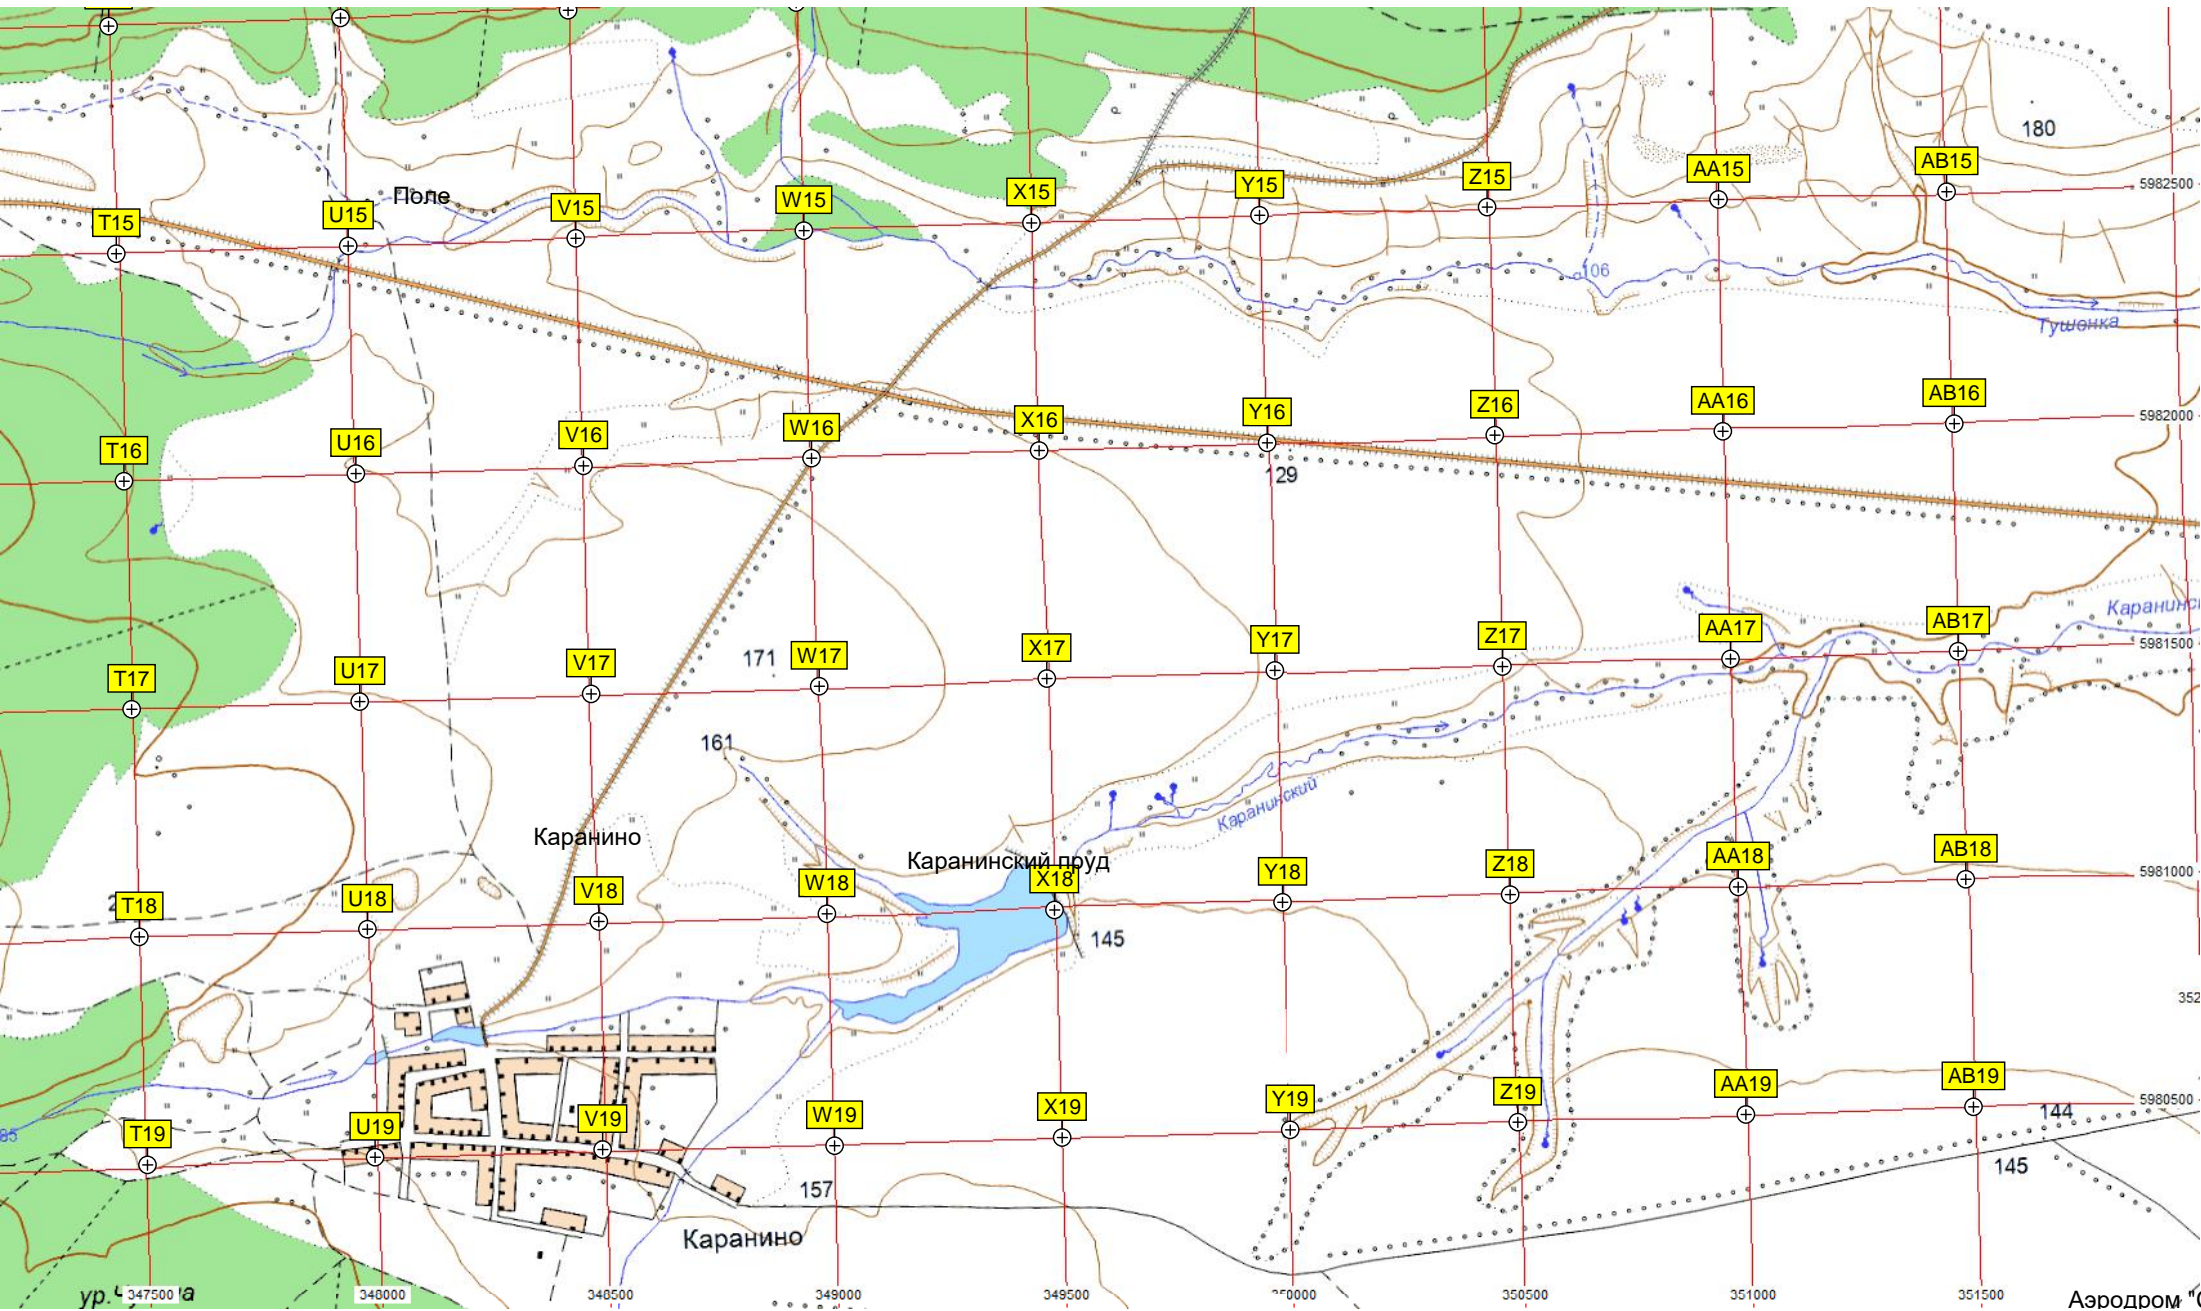 180
Поле
T15 U15 V15 W15 X15 Y15 Z15 AA15 AB15
5982500
106
Тушонка
T16 U16 V16 W16 X16 Y16 Z16 AA16 AB16
5982000
129
Каранинс
T17 U17 V17 W17 X17 Y17 Z17 AA17 AB17
5981500
171
161
Каранинский
Каранино
Каранинский пруд
T18 U18 V18 W18 X18 Y18 Z18 AA18 AB18
5981000
145
352
T19 U19 V19 W19 X19 Y19 Z19 AA19 AB19
5980500
144
85
145
157
Каранино
347500 348000 348500 349000 349500 350500 351000 351500
Аэродром "